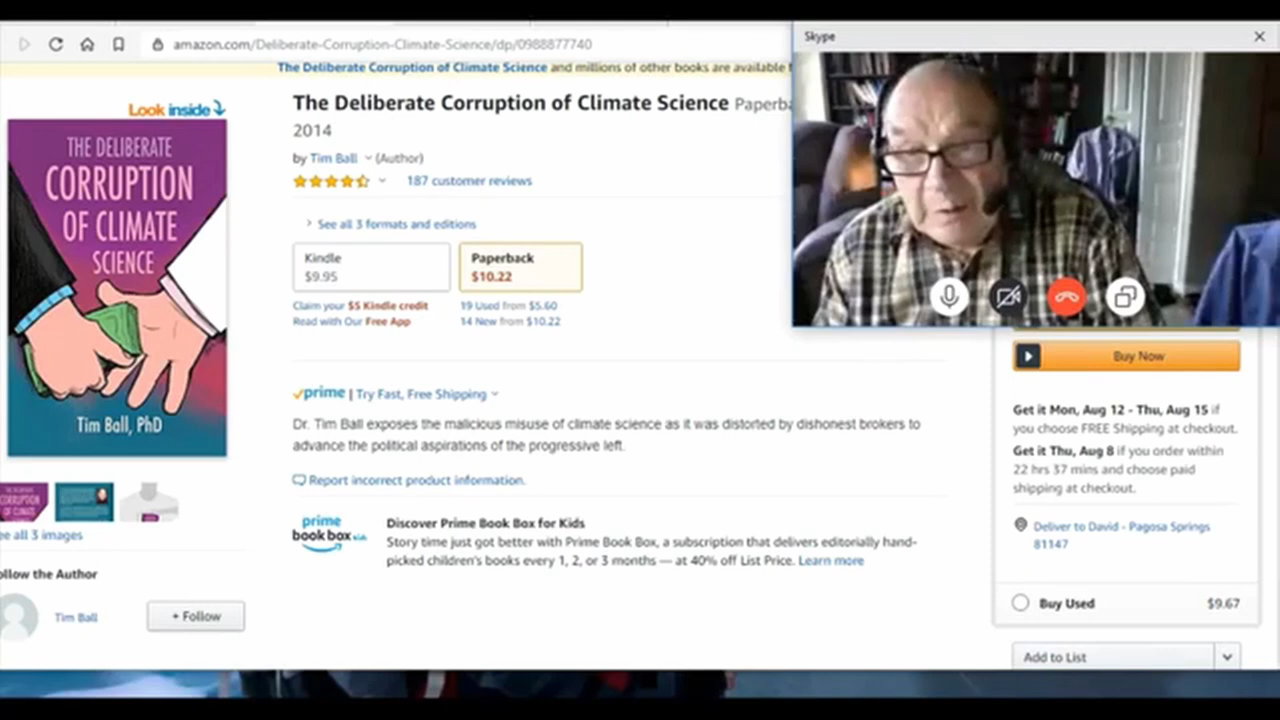 Skype
amazon.com/Deliberate-Corruption-Climate-Science/dp/0988877740
The Deliberate Corruption of Climate Science and millions of other books are available
Look inside
The Deliberate Corruption of Climate Science
2014
by Tim Ball (Author)
187 customer reviews
See all 3 formats and editions
Kindle
$9.95
Paperback
$10.22
Claim your $5 Kindle credit
Read with Our Free App
19 Used from $5.60
14 New from $10.22
THE DELIBERATE
CORRUPTION
OF CLIMATE
SCIENCE
Tim Ball, PhD
prime | Try Fast, Free Shipping
Dr. Tim Ball exposes the malicious misuse of climate science as it was distorted by dishonest brokers to
advance the political aspirations of the progressive left.
Report incorrect product information.
prime
book box kids
Discover Prime Book Box for Kids
Story time just got better with Prime Book Box, a subscription that delivers editorially hand-
picked children's books every 1, 2, or 3 months — at 40% off List Price. Learn more
all 3 images
the Author
Tim Ball
+ Follow
Buy Now
Get it Mon, Aug 12 - Thu, Aug 15 if
you choose FREE Shipping at checkout.
Get it Thu, Aug 8 if you order within
22 hrs 37 mins and choose paid
shipping at checkout.
Deliver to David - Pagosa Springs
81147
Buy Used $9.67
Add to List